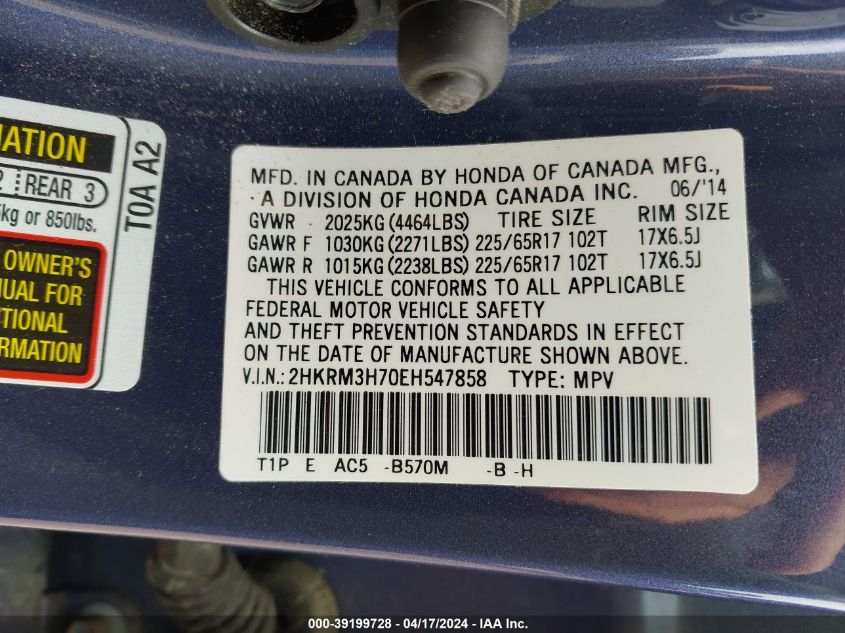 MATION
2 REAR 3
kg or 850lbs.
OWNER'S
UAL FOR
TIONAL
RMATION
T0A A2
MFD. IN CANADA BY HONDA OF CANADA MFG.,
A DIVISION OF HONDA CANADA INC. 06/'14
GVWR 2025KG (4464LBS) TIRE SIZE RIM SIZE
GAWR F 1030KG (2271LBS) 225/65R17 102T 17X6.5J
GAWR R 1015KG (2238LBS) 225/65R17 102T 17X6.5J
THIS VEHICLE CONFORMS TO ALL APPLICABLE
FEDERAL MOTOR VEHICLE SAFETY
AND THEFT PREVENTION STANDARDS IN EFFECT
ON THE DATE OF MANUFACTURE SHOWN ABOVE.
V.I.N.: 2HKRM3H70EH547858 TYPE: MPV
T1P E AC5 -B570M -B -H
000-39199728 - 04/17/2024 - IAA Inc.